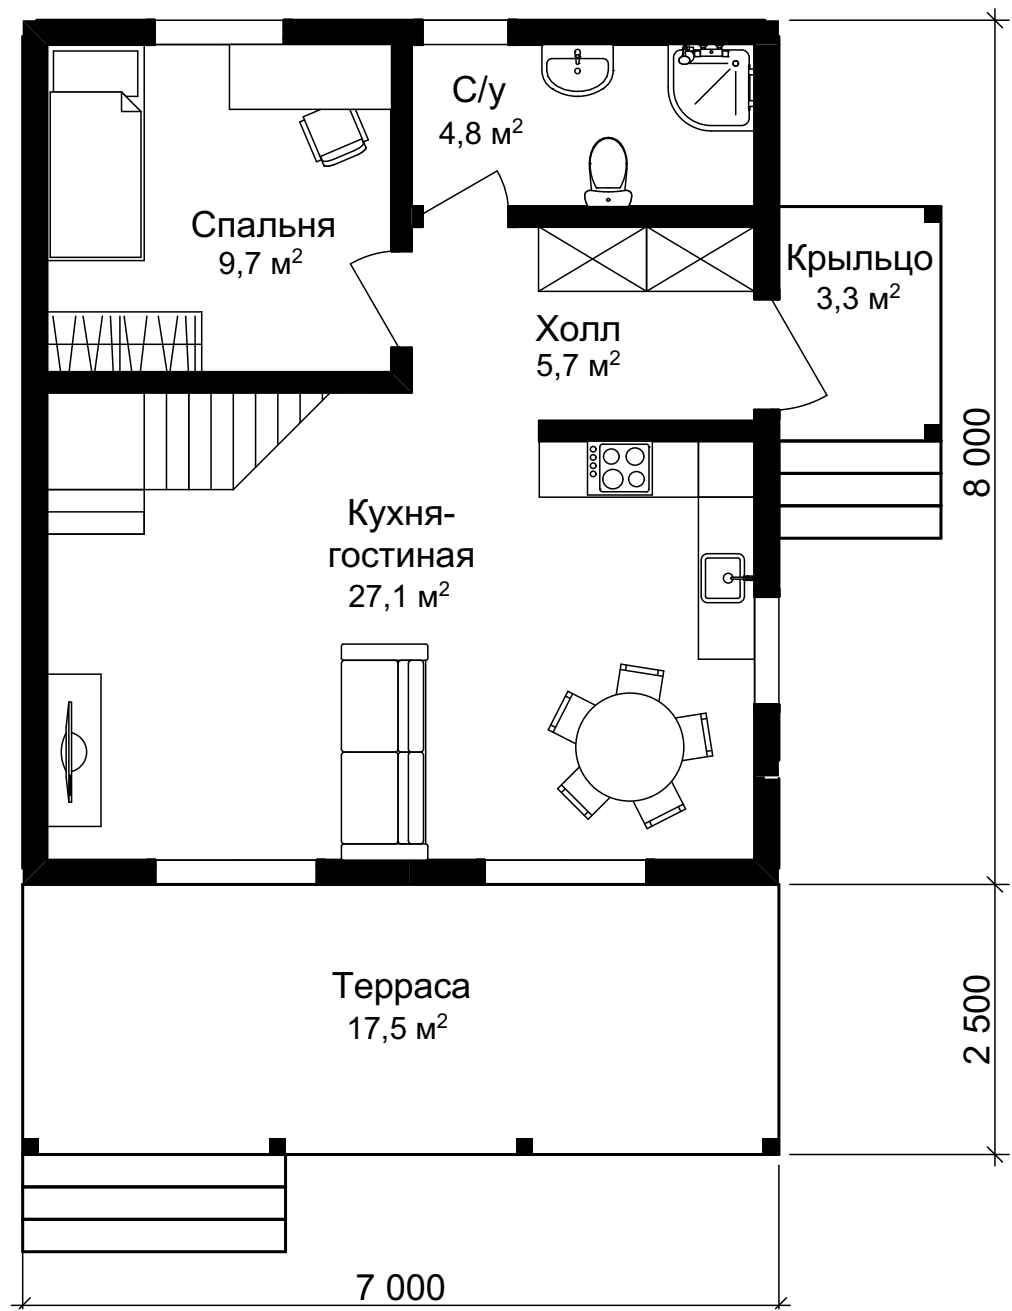 С/у
4,8 м²
Спальня
9,7 м²
Крыльцо
3,3 м²
Холл
5,7 м²
8 000
Кухня-
гостиная
27,1 м²
Терраса
17,5 м²
2 500
7 000